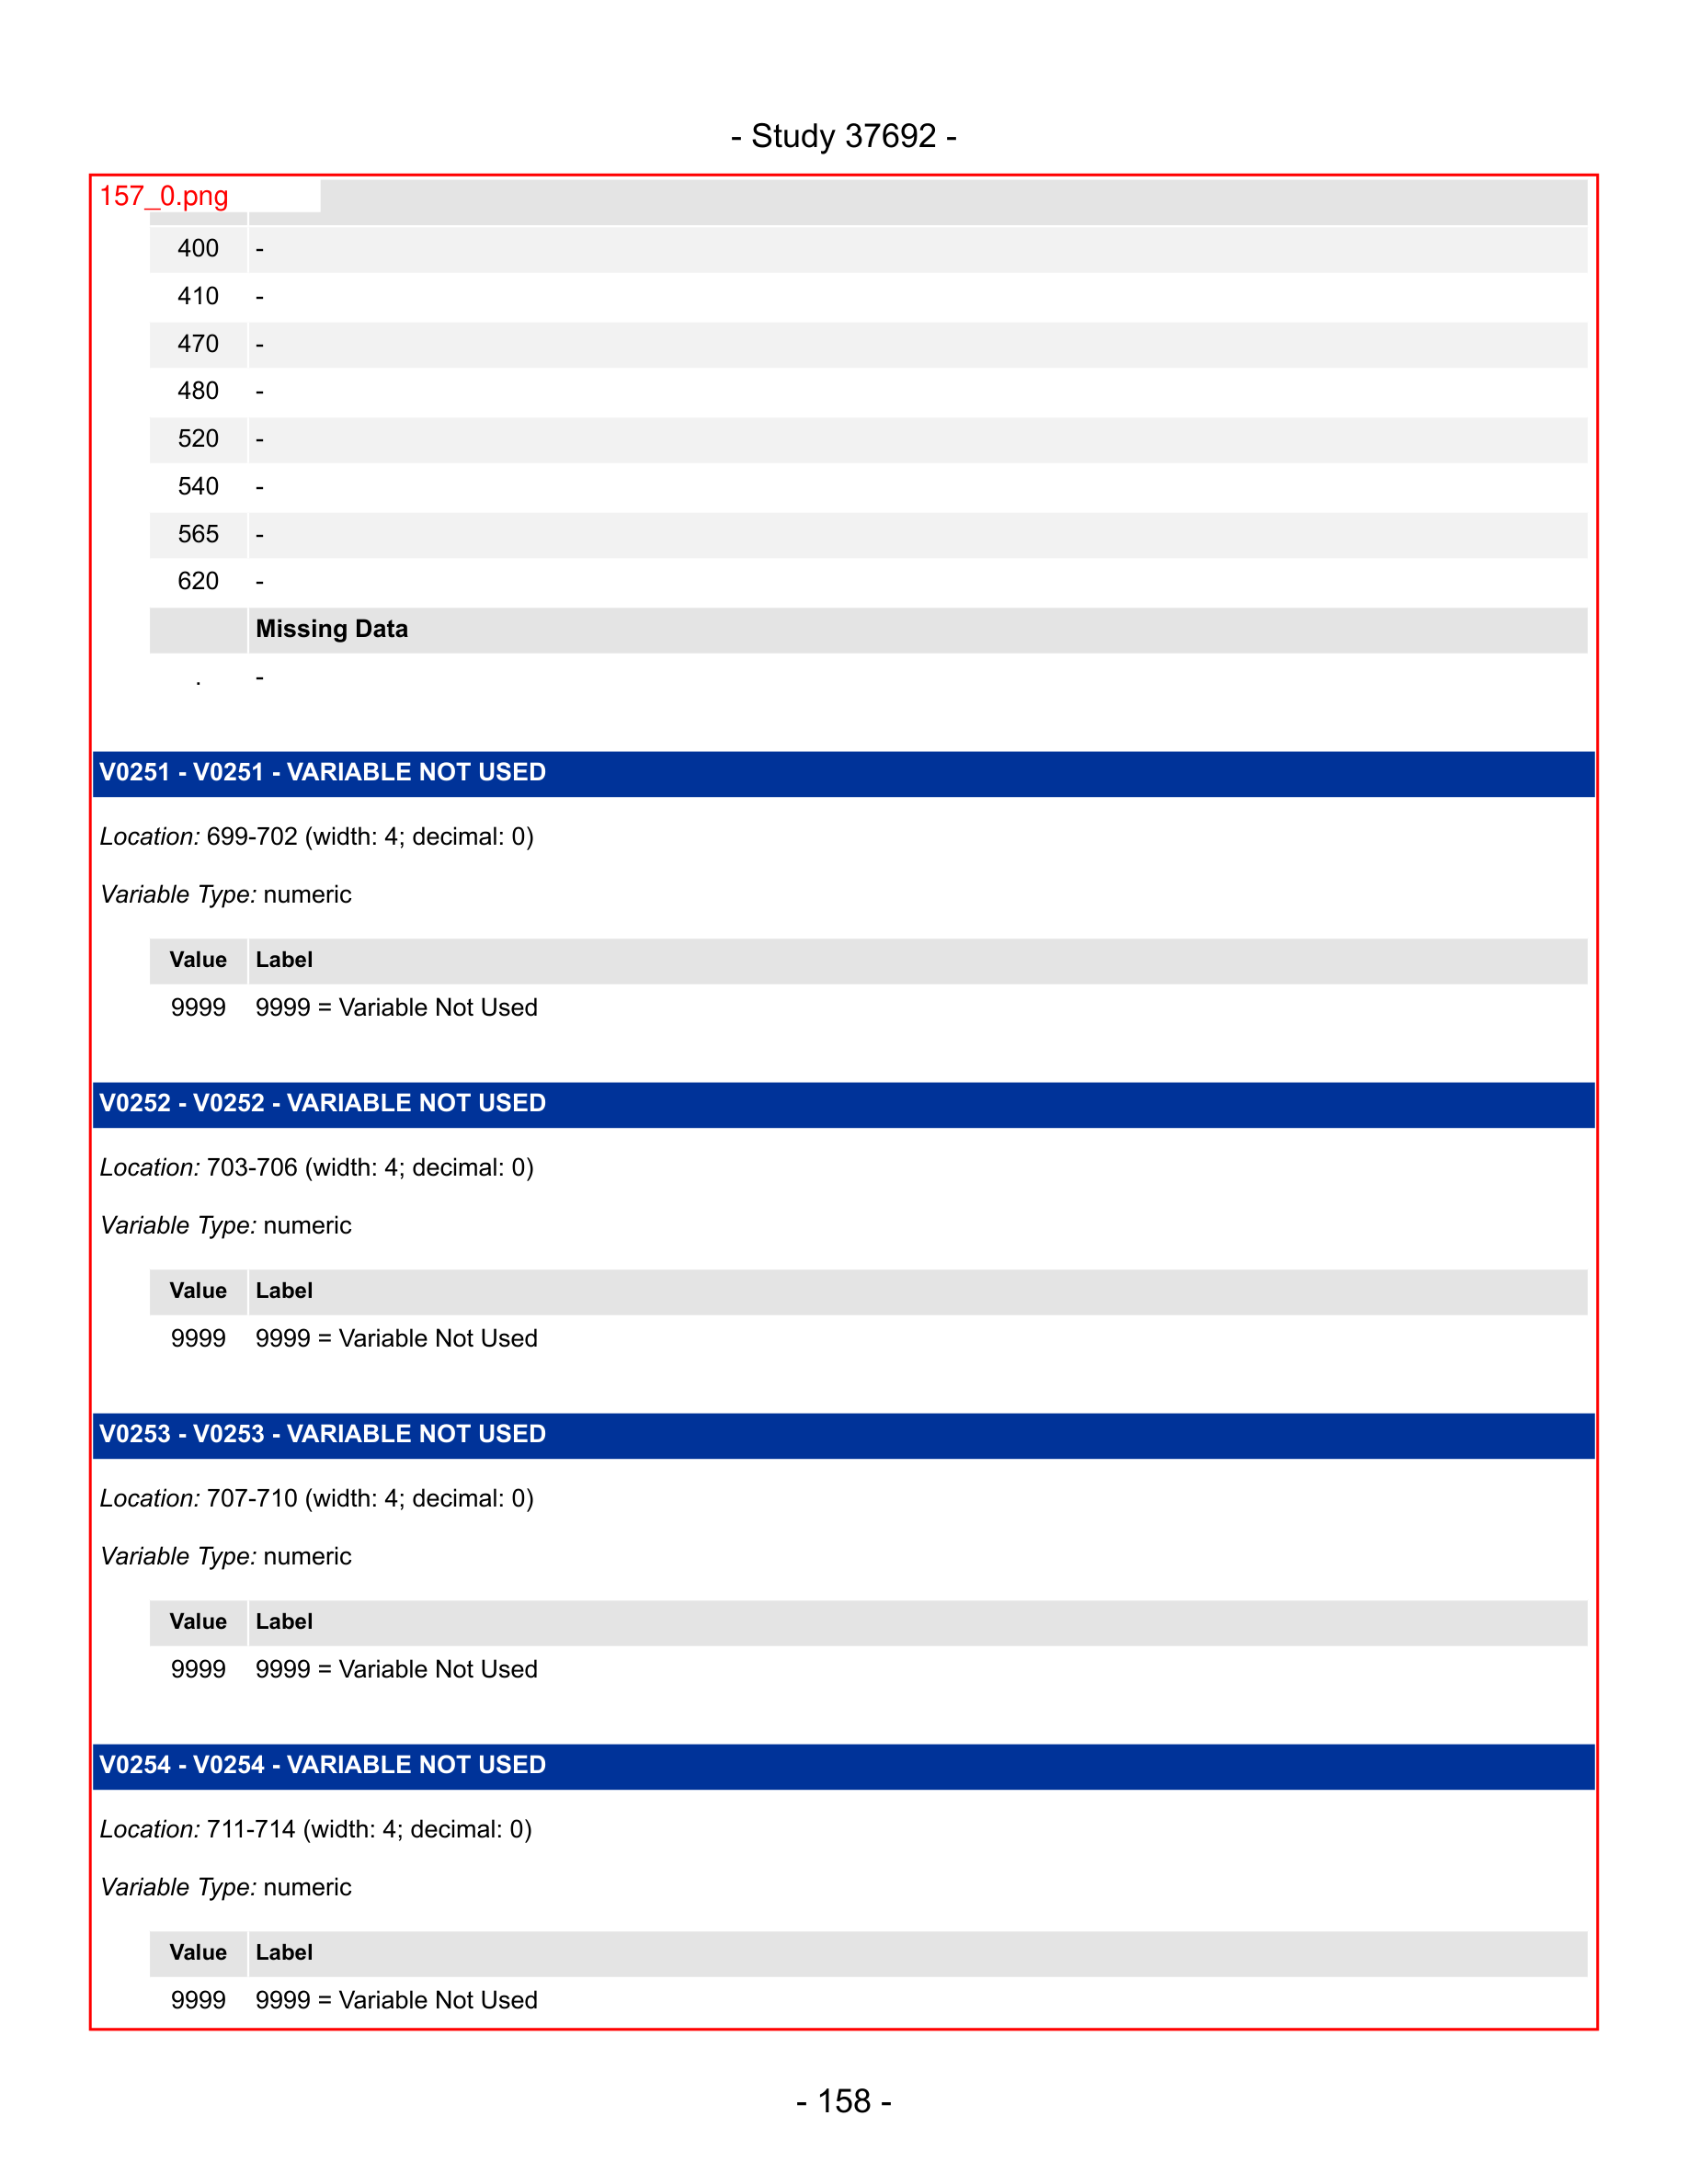 - Study 37692 -
157_0.png
400 -
410 -
470 -
480 -
520 -
540 -
565 -
620 -
Missing Data
. -
V0251 - V0251 - VARIABLE NOT USED
Location: 699-702 (width: 4; decimal: 0)
Variable Type: numeric
Value Label
9999 9999 = Variable Not Used
V0252 - V0252 - VARIABLE NOT USED
Location: 703-706 (width: 4; decimal: 0)
Variable Type: numeric
Value Label
9999 9999 = Variable Not Used
V0253 - V0253 - VARIABLE NOT USED
Location: 707-710 (width: 4; decimal: 0)
Variable Type: numeric
Value Label
9999 9999 = Variable Not Used
V0254 - V0254 - VARIABLE NOT USED
Location: 711-714 (width: 4; decimal: 0)
Variable Type: numeric
Value Label
9999 9999 = Variable Not Used
- 158 -